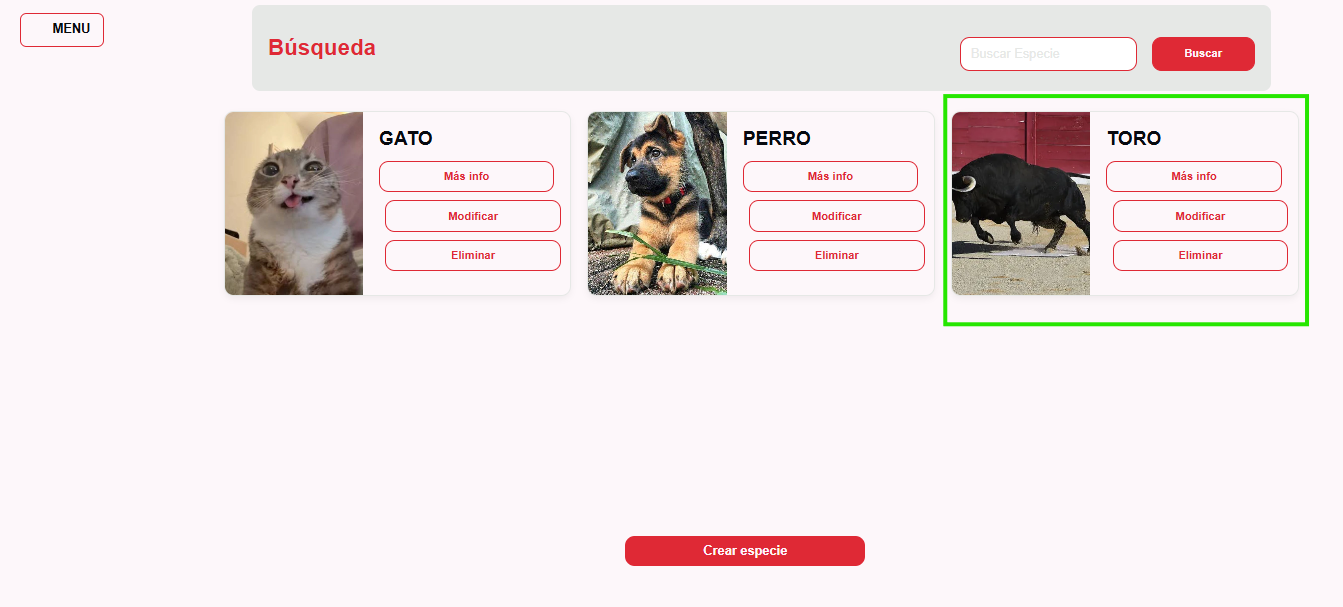 MENU
Búsqueda
Buscar Especie
Buscar
GATO
Más info
Modificar
Eliminar
PERRO
Más info
Modificar
Eliminar
TORO
Más info
Modificar
Eliminar
Crear especie